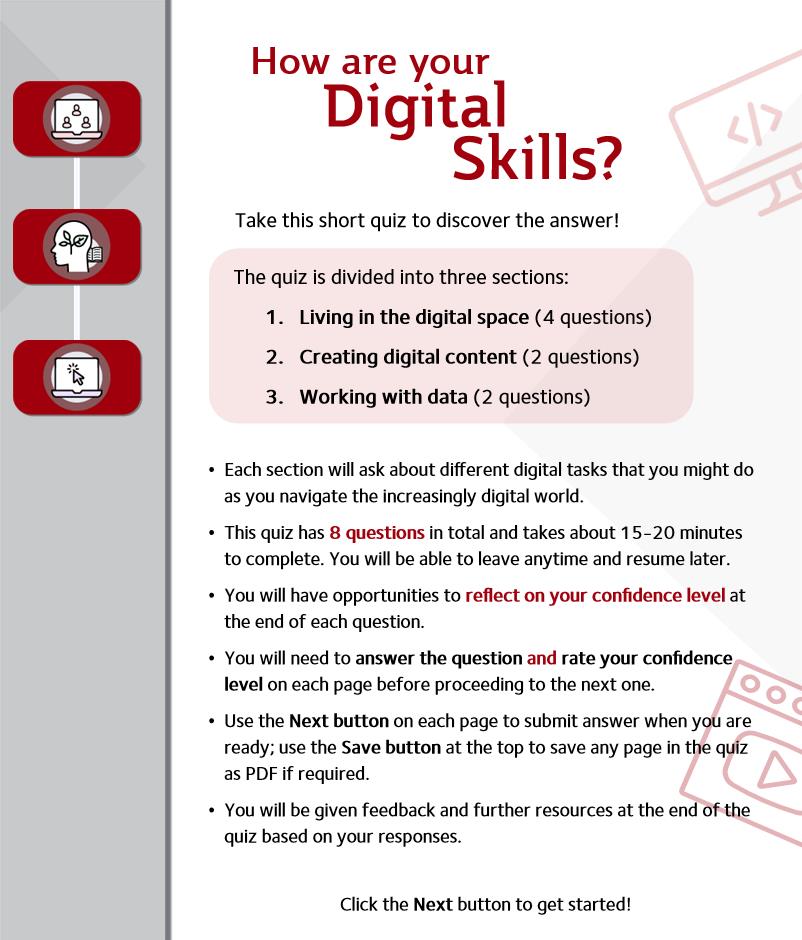 How are your
Digital
Skills?
Take this short quiz to discover the answer!
The quiz is divided into three sections:
1. Living in the digital space (4 questions)
2. Creating digital content (2 questions)
3. Working with data (2 questions)
• Each section will ask about different digital tasks that you might do
as you navigate the increasingly digital world.
• This quiz has 8 questions in total and takes about 15-20 minutes
to complete. You will be able to leave anytime and resume later.
• You will have opportunities to reflect on your confidence level at
the end of each question.
• You will need to answer the question and rate your confidence
level on each page before proceeding to the next one.
• Use the Next button on each page to submit answer when you are
ready; use the Save button at the top to save any page in the quiz
as PDF if required.
• You will be given feedback and further resources at the end of the
quiz based on your responses.
Click the Next button to get started!